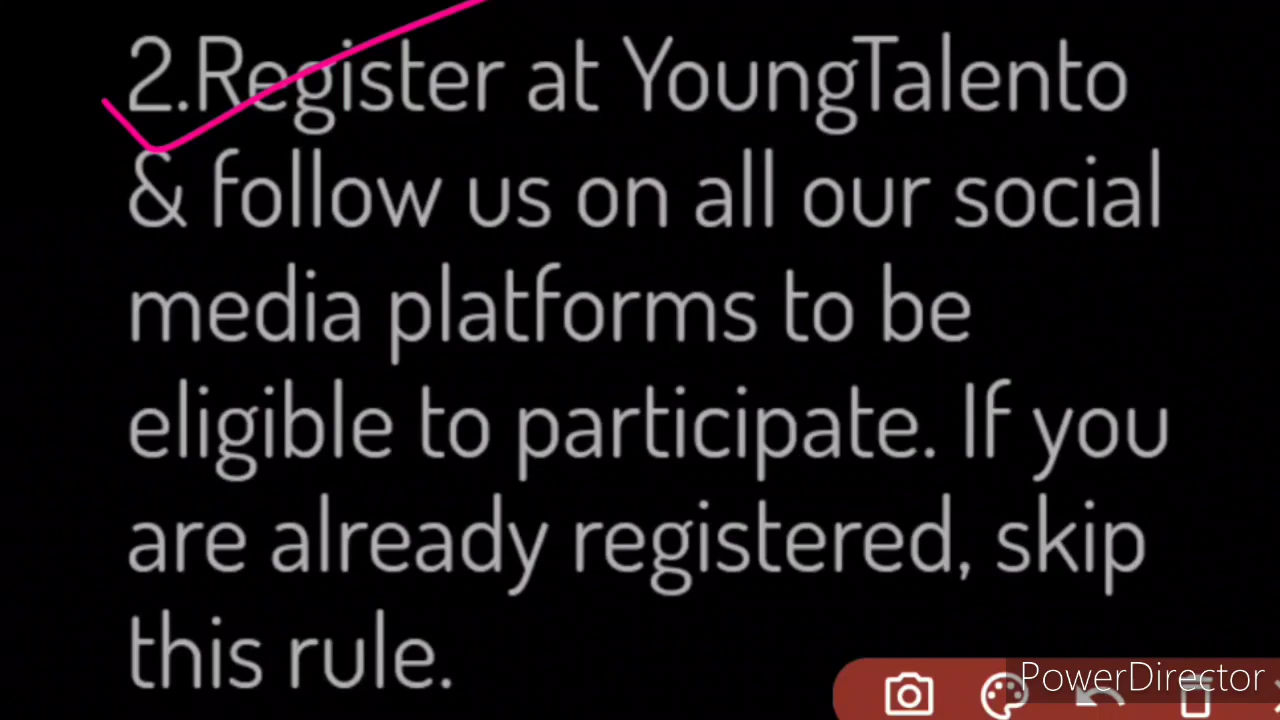 2.Register at YoungTalento
& follow us on all our social
media platforms to be
eligible to participate. If you
are already registered, skip
this rule.
PowerDirector